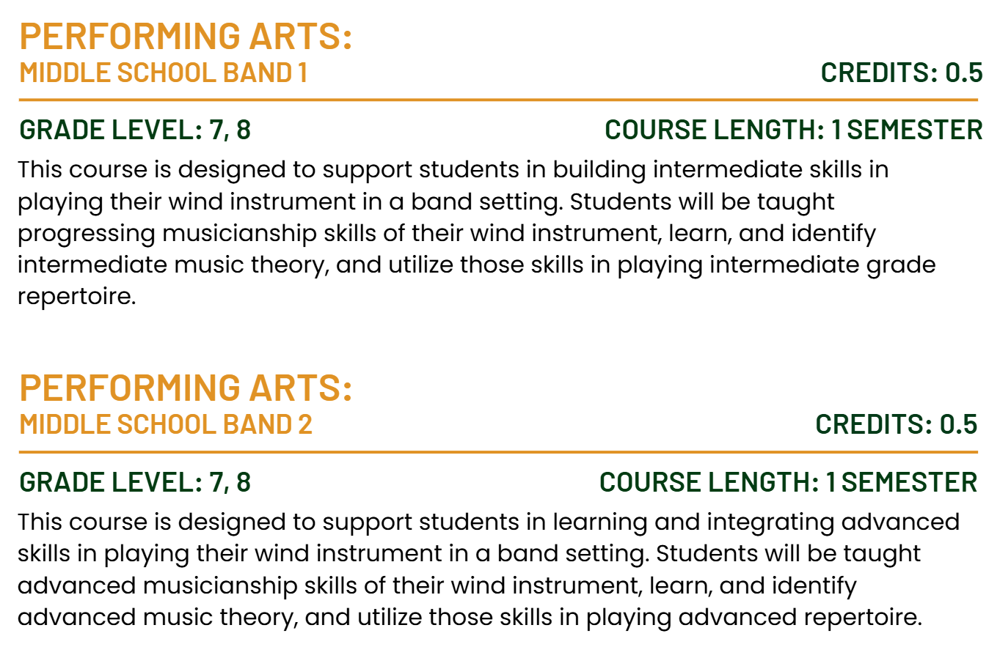 PERFORMING ARTS:
MIDDLE SCHOOL BAND 1
CREDITS: 0.5
GRADE LEVEL: 7, 8
COURSE LENGTH: 1 SEMESTER
This course is designed to support students in building intermediate skills in
playing their wind instrument in a band setting. Students will be taught
progressing musicianship skills of their wind instrument, learn, and identify
intermediate music theory, and utilize those skills in playing intermediate grade
repertoire.
PERFORMING ARTS:
MIDDLE SCHOOL BAND 2
CREDITS: 0.5
GRADE LEVEL: 7, 8
COURSE LENGTH: 1 SEMESTER
This course is designed to support students in learning and integrating advanced
skills in playing their wind instrument in a band setting. Students will be taught
advanced musicianship skills of their wind instrument, learn, and identify
advanced music theory, and utilize those skills in playing advanced repertoire.